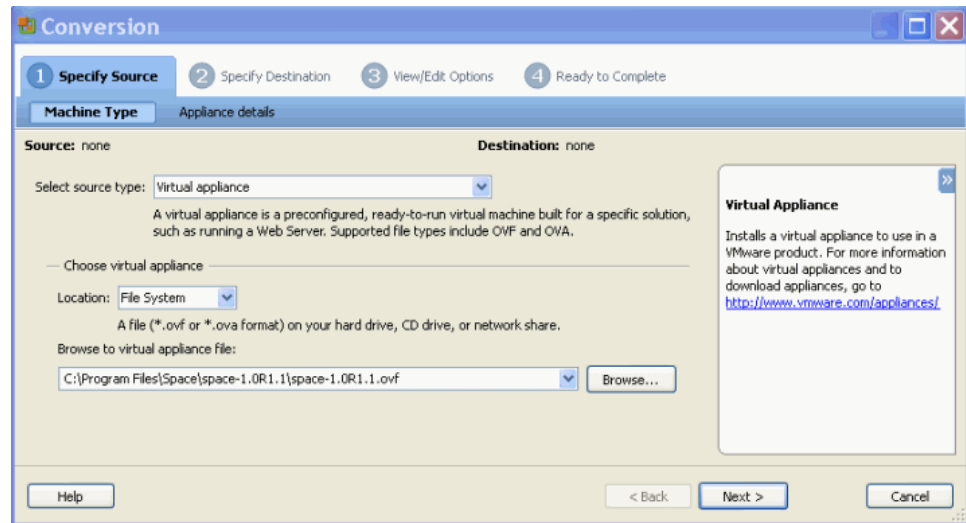 Conversion
1 Specify Source 2 Specify Destination 3 View/Edit Options 4 Ready to Complete
Machine Type Appliance details
Source: none Destination: none
Select source type: Virtual appliance
A virtual appliance is a preconfigured, ready-to-run virtual machine built for a specific solution,
such as running a Web Server. Supported file types include OVF and OVA.
Choose virtual appliance
Location: File System
A file (*.ovf or *.ova format) on your hard drive, CD drive, or network share.
Browse to virtual appliance file:
C:\Program Files\Space\space-1.0R1.1\space-1.0R1.1.ovf Browse...
»
Virtual Appliance
Installs a virtual appliance to use in a
VMware product. For more information
about virtual appliances and to
download appliances, go to
http://www.vmware.com/appliances/
Help < Back Next > Cancel